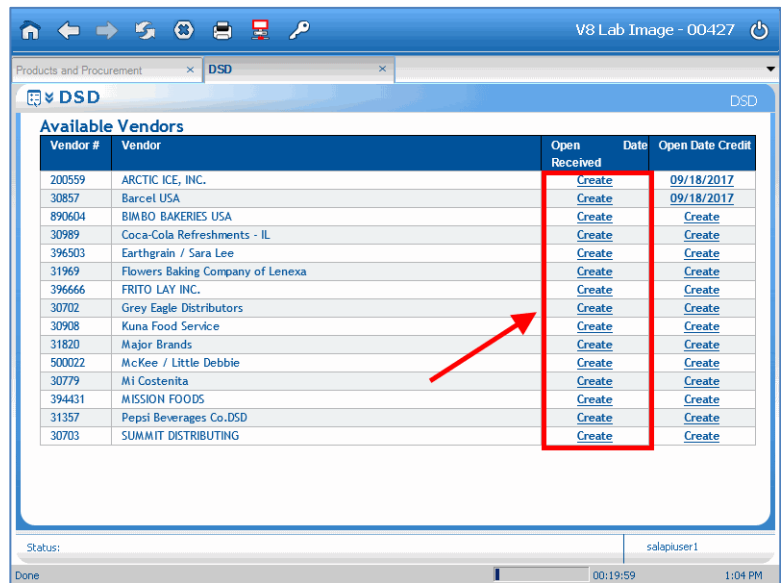 V8 Lab Image - 00427
Products and Procurement × DSD ×
DSD
DSD
Available Vendors
Vendor # Vendor Open Date Received Open Date Credit
200559 ARCTIC ICE, INC. Create 09/18/2017
30857 Barcel USA Create 09/18/2017
890604 BIMBO BAKERIES USA Create Create
30989 Coca-Cola Refreshments - IL Create Create
396503 Earthgrain / Sara Lee Create Create
31969 Flowers Baking Company of Lenexa Create Create
396666 FRITO LAY INC. Create Create
30702 Grey Eagle Distributors Create Create
30908 Kuna Food Service Create Create
31820 Major Brands Create Create
500022 McKee / Little Debbie Create Create
30779 Mi Costenita Create Create
394431 MISSION FOODS Create Create
31357 Pepsi Beverages Co.DSD Create Create
30703 SUMMIT DISTRIBUTING Create Create
Status: salapiuser1
Done 00:19:59 1:04 PM